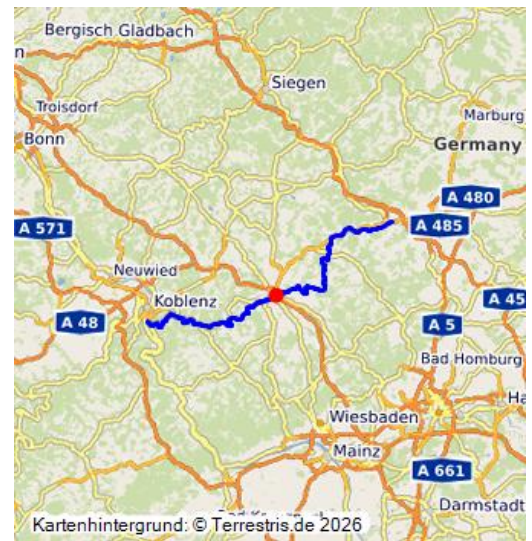 Bergisch Gladbach
Siegen
Troisdorf
Bonn
Marburg
Germany
A 480
A 571
A 485
Neuwied
Koblenz
A 48
A 45
A 5
Bad Homburg
Ha
Wiesbaden
Mainz
A 661
Darmstadt
Kartenhintergrund: © Terrestris.de 2026